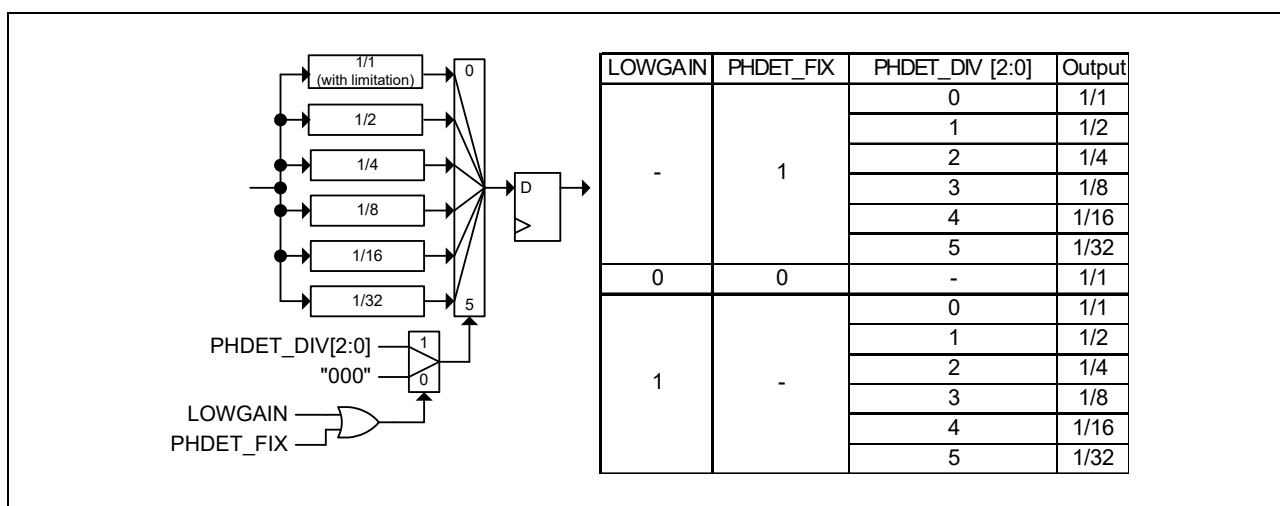 1/1
(with limitation)
1/2
1/4
1/8
1/16
1/32
0
5
D
PHDET_DIV[2:0]
"000"
1
0
LOWGAIN
PHDET_FIX
LOWGAIN PHDET_FIX PHDET_DIV [2:0] Output
- 1 0 1/1
1 1/2
2 1/4
3 1/8
4 1/16
5 1/32
0 0 - 1/1
1 - 0 1/1
1 1/2
2 1/4
3 1/8
4 1/16
5 1/32